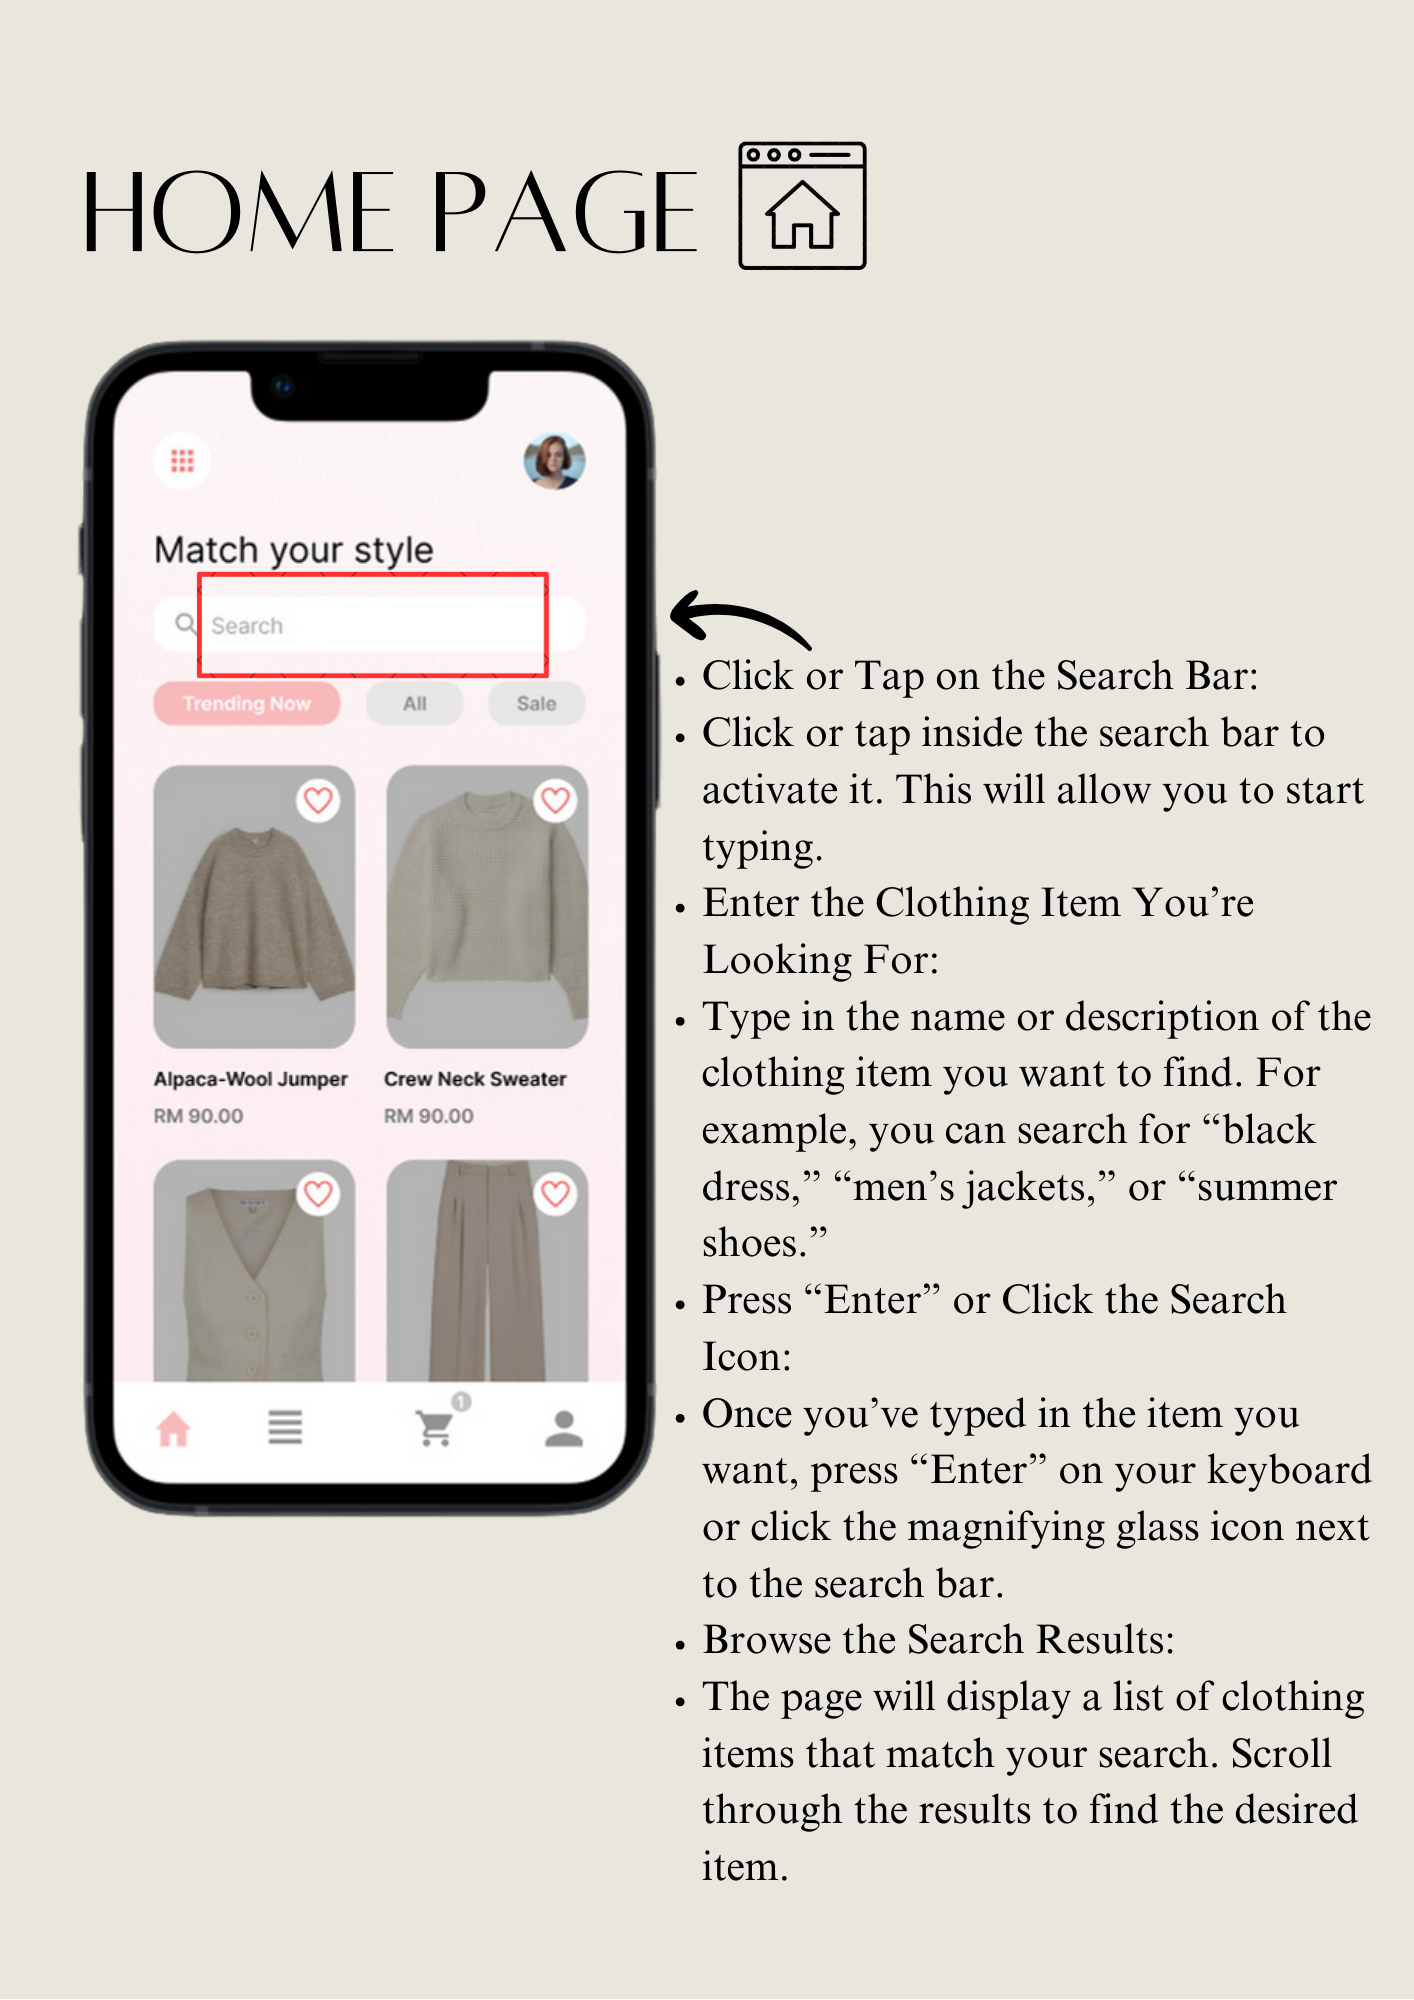 HOME PAGE
Match your style
Search
Trending Now
All
Sale
Alpaca-Wool Jumper
RM 90.00
Crew Neck Sweater
RM 90.00
1
• Click or Tap on the Search Bar:
• Click or tap inside the search bar to
activate it. This will allow you to start
typing.
• Enter the Clothing Item You’re
Looking For:
• Type in the name or description of the
clothing item you want to find. For
example, you can search for “black
dress,” “men’s jackets,” or “summer
shoes.”
• Press “Enter” or Click the Search
Icon:
• Once you’ve typed in the item you
want, press “Enter” on your keyboard
or click the magnifying glass icon next
to the search bar.
• Browse the Search Results:
• The page will display a list of clothing
items that match your search. Scroll
through the results to find the desired
item.